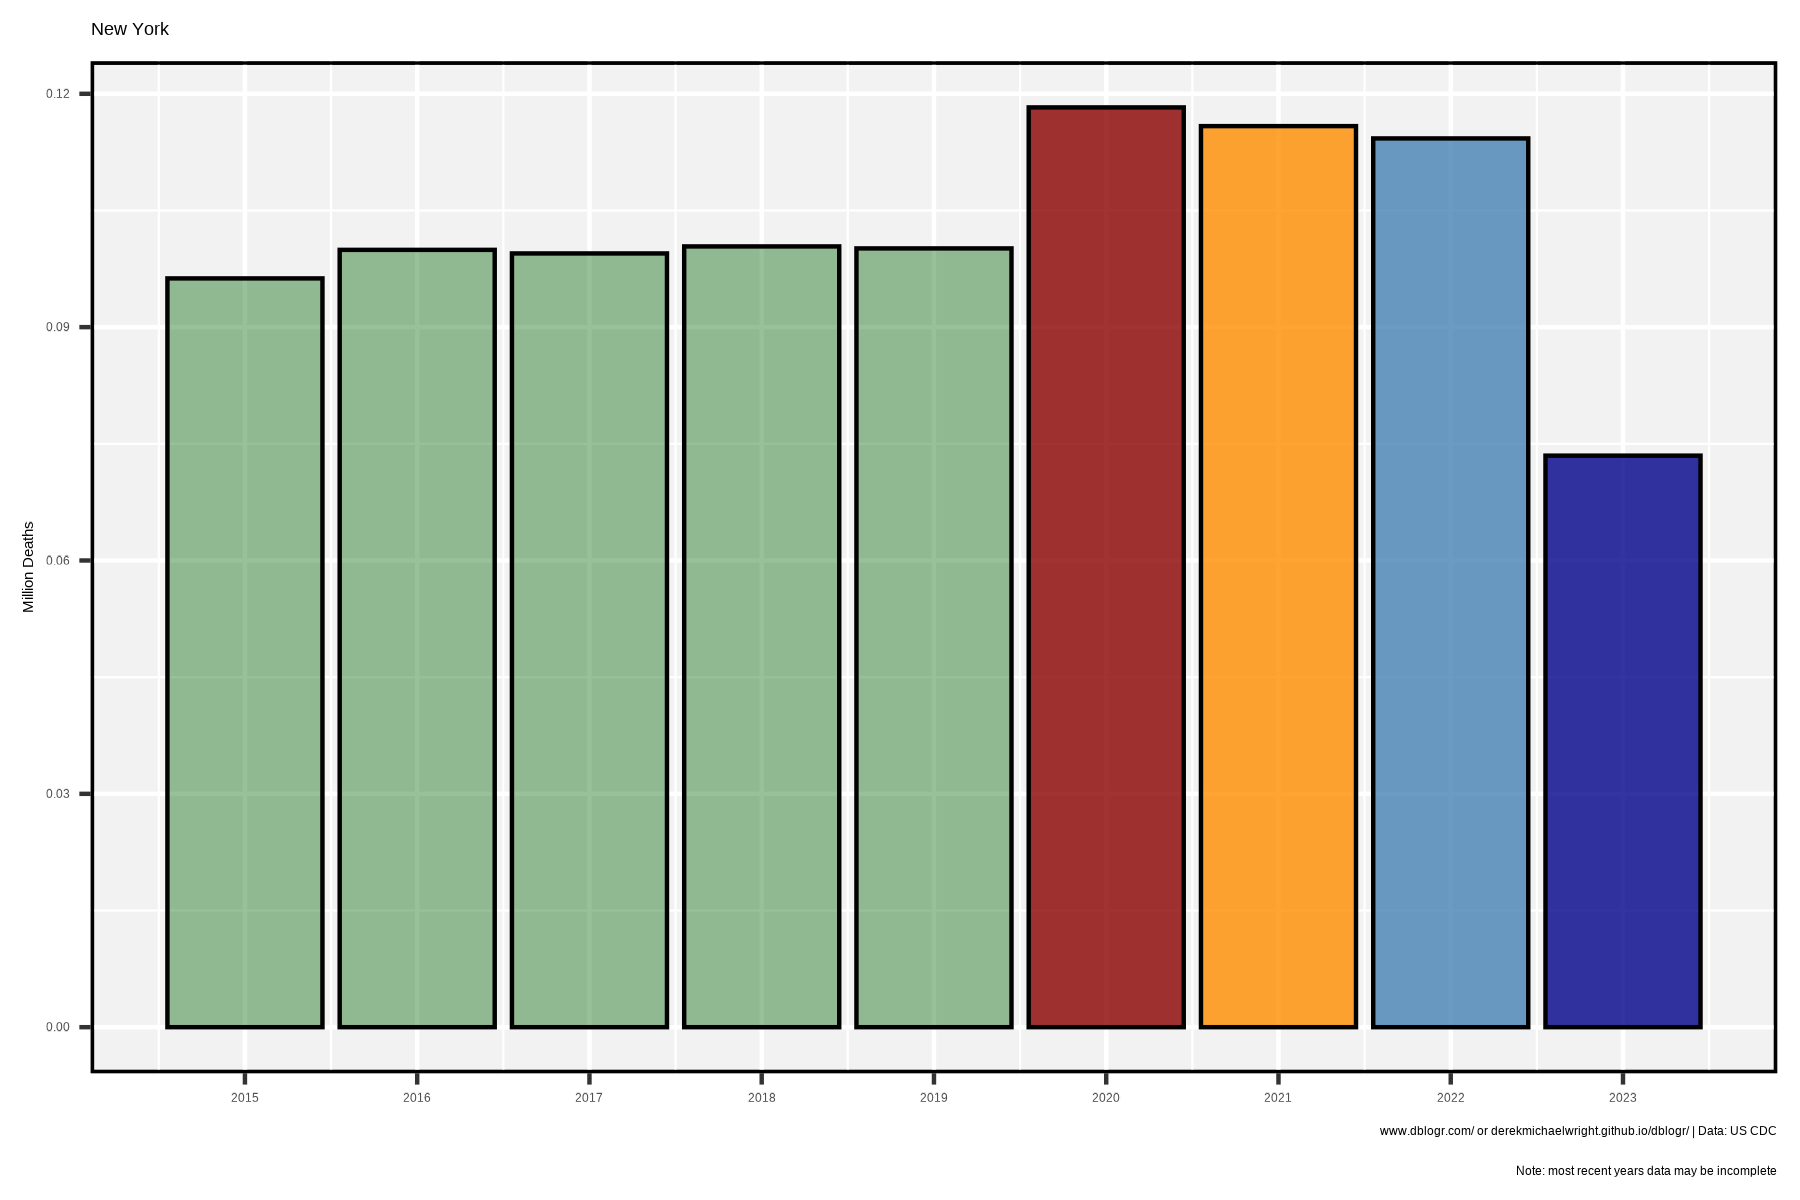 New York
Million Deaths
0.12
0.09
0.06
0.03
0.00
2015 2016 2017 2018 2019 2020 2021 2022 2023
www.dblogr.com/ or derekmichaelwright.github.io/dblogr/ | Data: US CDC
Note: most recent years data may be incomplete